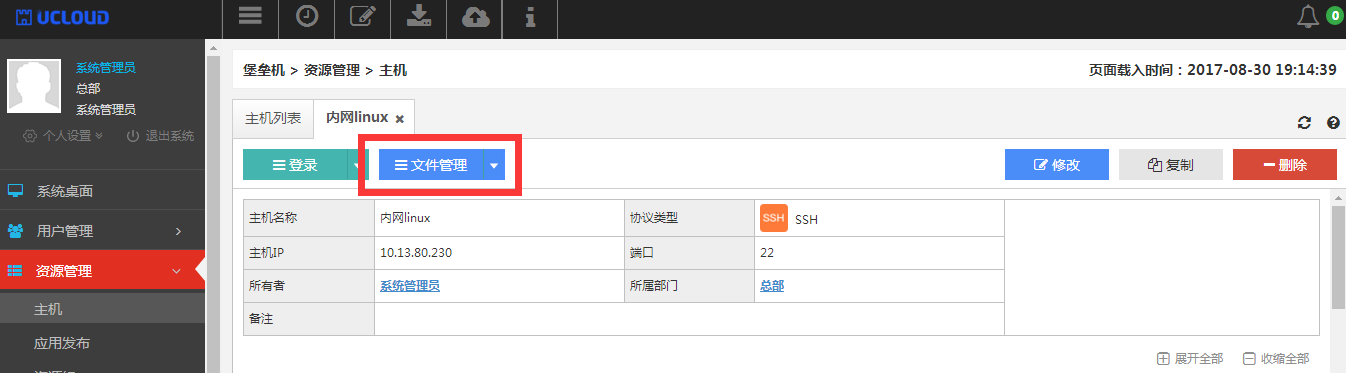 UCLOUD
0
系统管理员
总部
系统管理员
个人设置
退出系统
系统桌面
用户管理
资源管理
主机
应用发布
堡垒机 > 资源管理 > 主机
页面载入时间：2017-08-30 19:14:39
主机列表
内网linux
登录
文件管理
修改
复制
删除
主机名称 内网linux 协议类型 SSH SSH
主机IP 10.13.80.230 端口 22
所有者 系统管理员 所属部门 总部
备注
展开全部
收缩全部